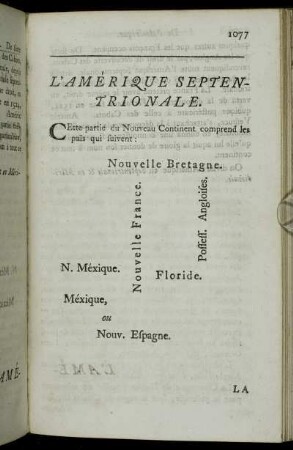 1077
L'AMÉRIQUE SEPTEN-
TRIONALE.
CEtte partie du Nouveau Continent comprend les
païs qui suivent:
Nouvelle Bretagne.
Nouvelle France.
Possess. Angloises.
N. Méxique.
Floride.
Méxique,
ou
Nouv. Espagne.
LA